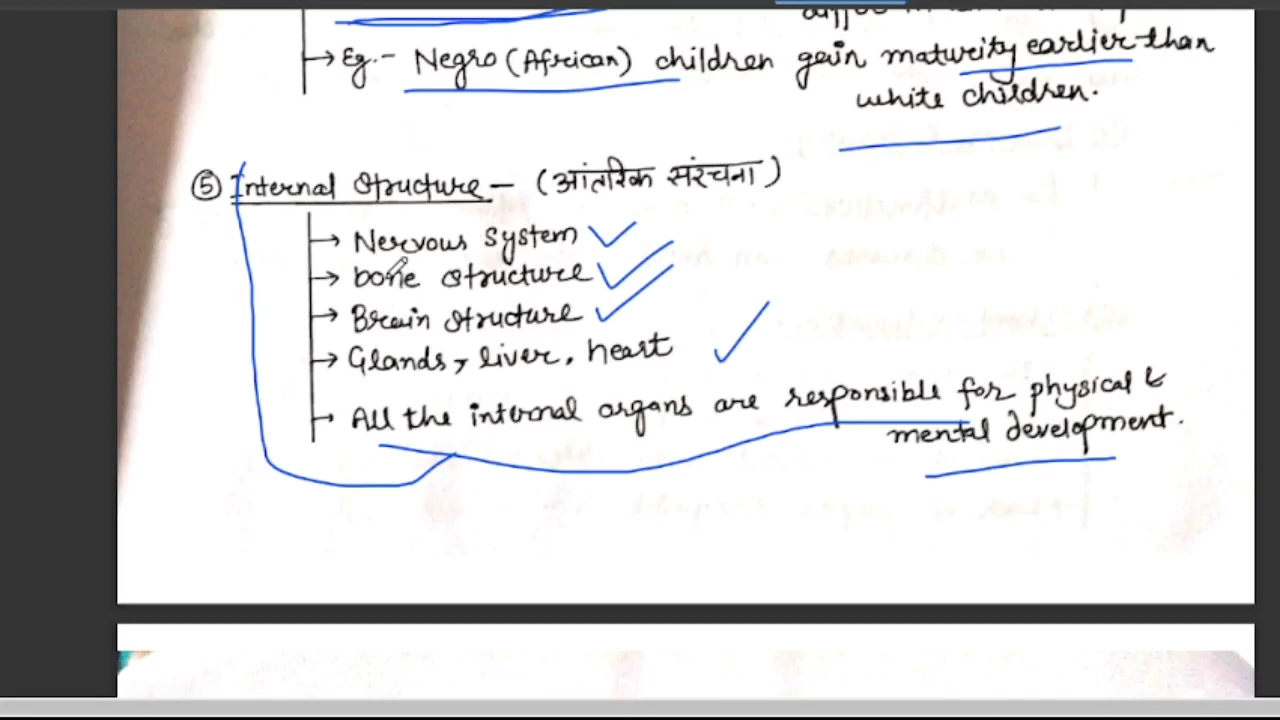 → Eg.- Negro (African) children gain maturity earlier than
white children.
⑤ Internal Structure - (आंतरिक संरचना)
→ Nervous System
→ bone structure
→ Brain structure
→ Glands, liver, heart
→ All the internal organs are responsible for physical &
mental development.